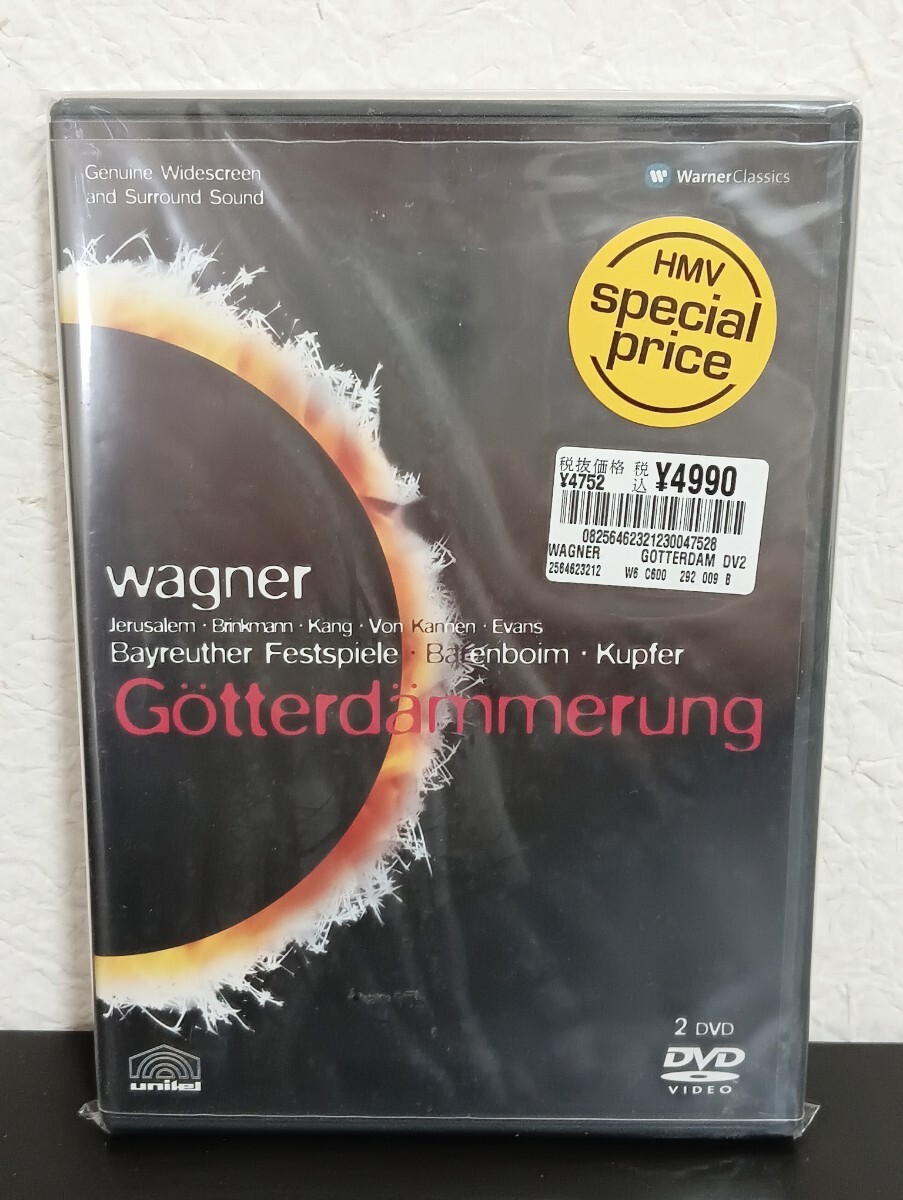 Genuine Widescreen
and Surround Sound
WarnerClassics
HMV
special
price
税抜価格 税込 ¥4990
¥4752
08256462321230047528
WAGNER GOTTERDAM DV2
2564623212 W6 C600 292 009 B
wagner
Jerusalem · Brinkmann · Kang · Von Kannen · Evans
Bayreuther Festspiele · Barenboim · Kupfer
Götterdämmerung
2 DVD
DVD
VIDEO
unitel